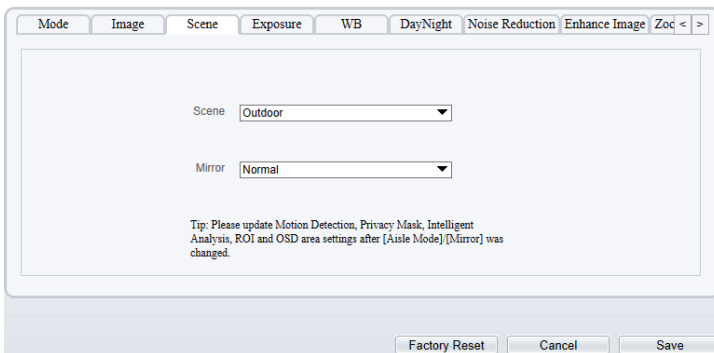 Mode Image Scene Exposure WB DayNight Noise Reduction Enhance Image Zoo < >
Scene Outdoor
Mirror Normal
Tip: Please update Motion Detection, Privacy Mask, Intelligent
Analysis, ROI and OSD area settings after [Aisle Mode]/[Mirror] was
changed.
Factory Reset Cancel Save